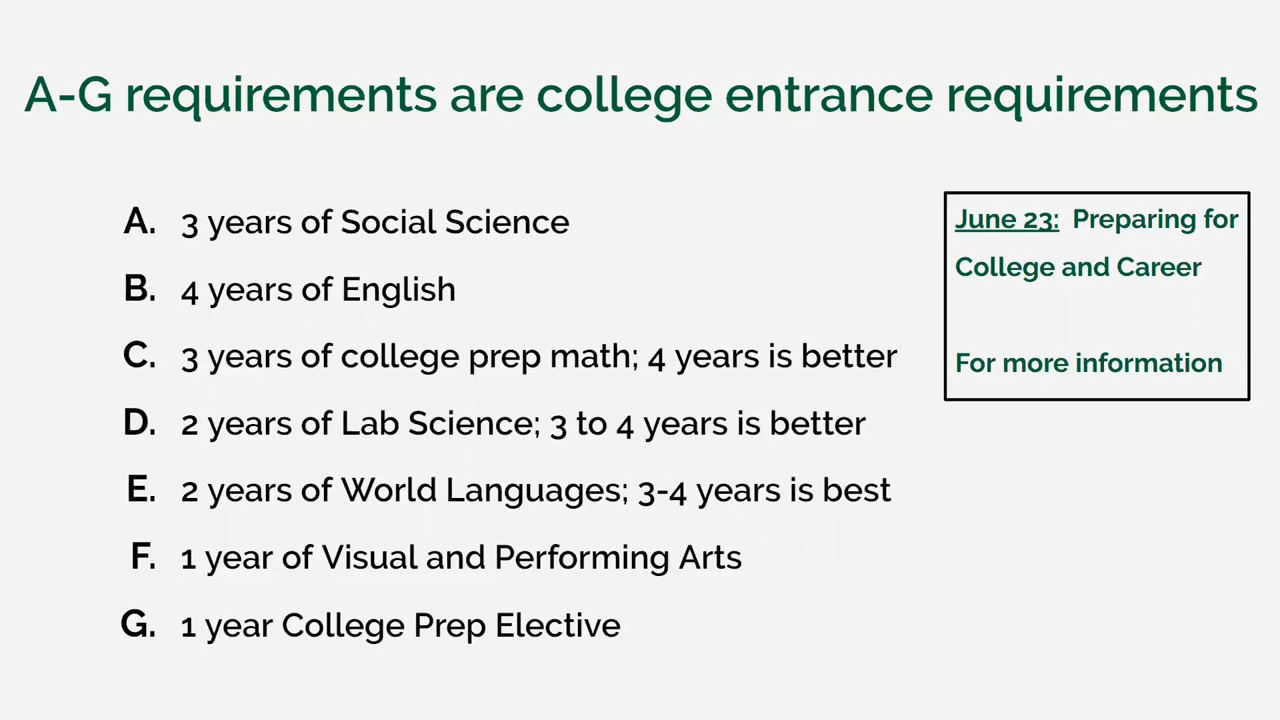 A-G requirements are college entrance requirements
A. 3 years of Social Science
B. 4 years of English
C. 3 years of college prep math; 4 years is better
D. 2 years of Lab Science; 3 to 4 years is better
E. 2 years of World Languages; 3-4 years is best
F. 1 year of Visual and Performing Arts
G. 1 year College Prep Elective
June 23: Preparing for
College and Career
For more information